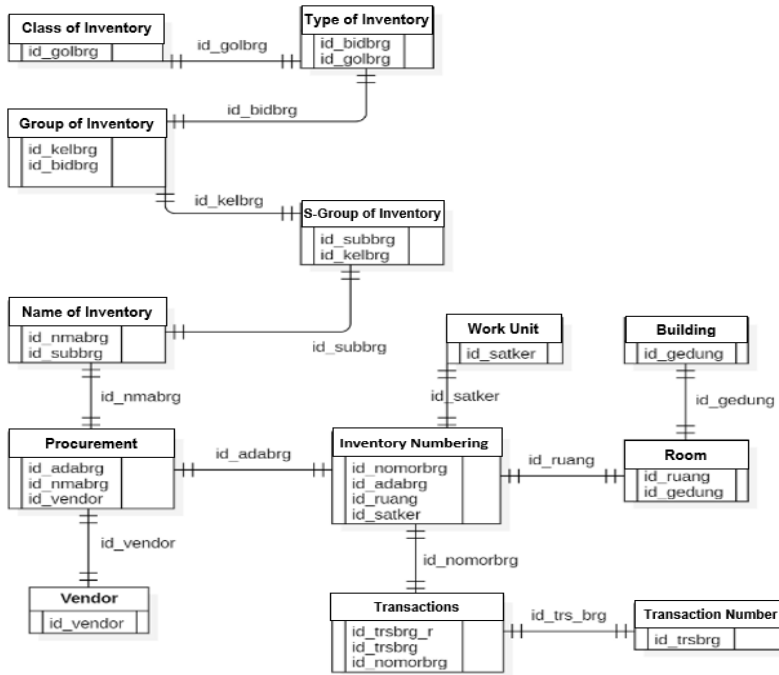 Class of Inventory
id_golbrg
id_golbrg
Type of Inventory
id_bidbrg
id_golbrg
id_bidbrg
Group of Inventory
id_kelbrg
id_bidbrg
id_kelbrg
S-Group of Inventory
id_subbrg
id_kelbrg
Name of Inventory
id_nmabrg
id_subbrg
id_subbrg
Work Unit
id_satker
id_satker
Building
id_gedung
id_gedung
id_nmabrg
Procurement
id_adabrg
id_nmabrg
id_vendor
id_adabrg
Inventory Numbering
id_nomorbrg
id_adabrg
id_ruang
id_satker
id_ruang
Room
id_ruang
id_gedung
id_vendor
id_nomorbrg
Vendor
id_vendor
Transactions
id_trsbrg_r
id_trsbrg
id_nomorbrg
id_trs_brg
Transaction Number
id_trsbrg